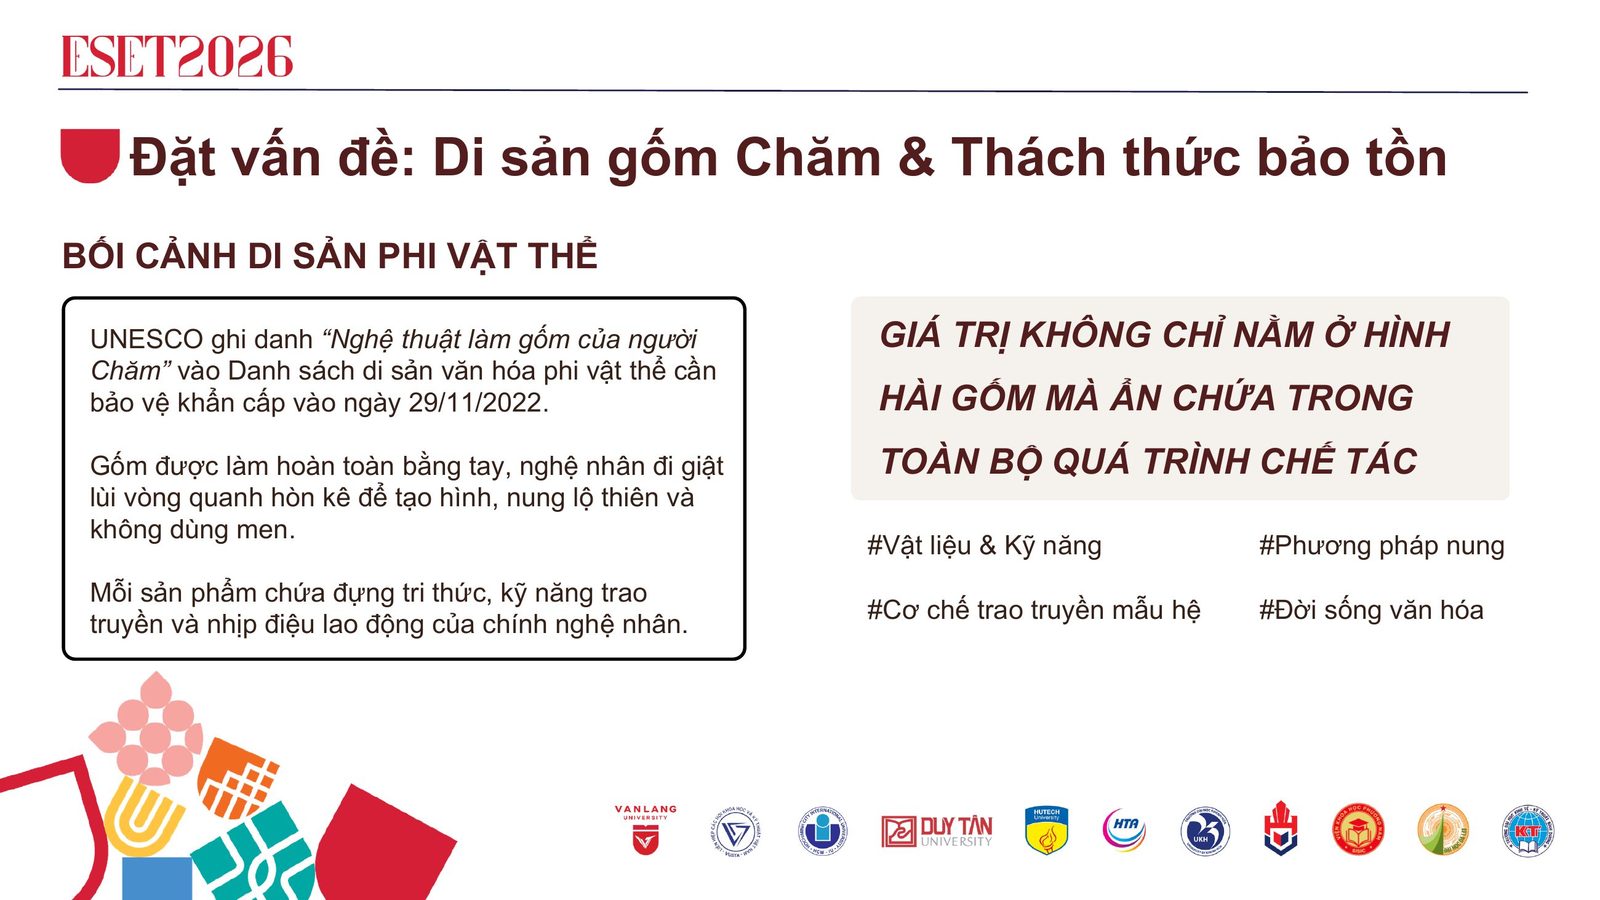 ESET2026
Đặt vấn đề: Di sản gốm Chăm & Thách thức bảo tồn
BỐI CẢNH DI SẢN PHI VẬT THỂ
UNESCO ghi danh “Nghệ thuật làm gốm của người
Chăm” vào Danh sách di sản văn hóa phi vật thể cần
bảo vệ khẩn cấp vào ngày 29/11/2022.
Gốm được làm hoàn toàn bằng tay, nghệ nhân đi giật
lùi vòng quanh hòn kê để tạo hình, nung lộ thiên và
không dùng men.
Mỗi sản phẩm chứa đựng tri thức, kỹ năng trao
truyền và nhịp điệu lao động của chính nghệ nhân.
GIÁ TRỊ KHÔNG CHỈ NẰM Ở HÌNH
HÀI GỐM MÀ ẨN CHỨA TRONG
TOÀN BỘ QUÁ TRÌNH CHẾ TÁC
#Vật liệu & Kỹ năng
#Phương pháp nung
#Cơ chế trao truyền mẫu hệ
#Đời sống văn hóa
VANLANG
UNIVERSITY
DUY TÂN
UNIVERSITY
HUTECH
University
HTA
UKH
KT